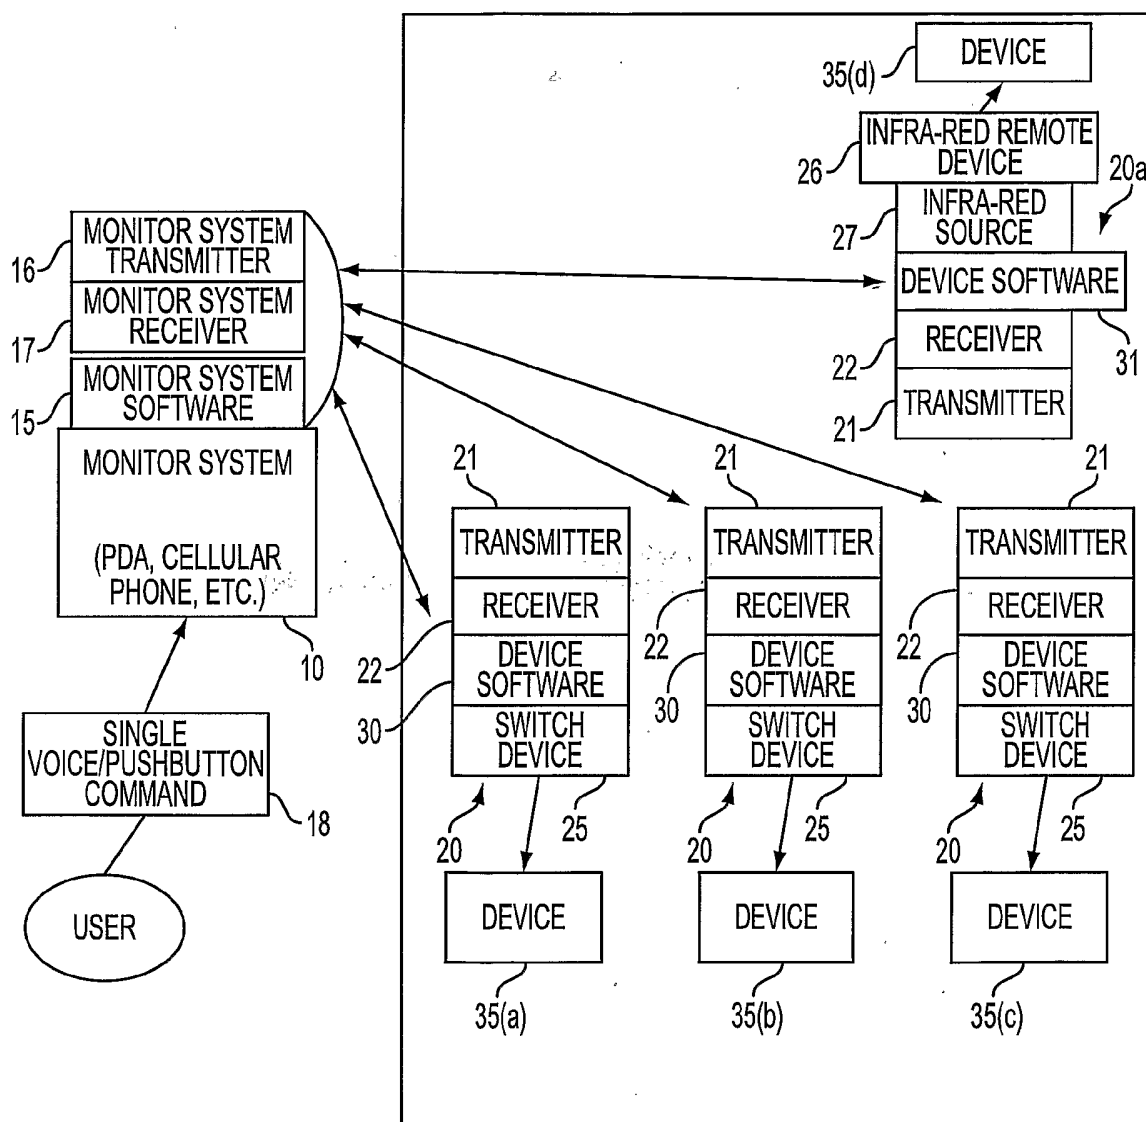 DEVICE
35(d)
INFRA-RED REMOTE
DEVICE
26
20a
INFRA-RED
SOURCE
27
DEVICE SOFTWARE
31
RECEIVER
22
TRANSMITTER
21
MONITOR SYSTEM
TRANSMITTER
16
MONITOR SYSTEM
RECEIVER
17
MONITOR SYSTEM
SOFTWARE
15
MONITOR SYSTEM
(PDA, CELLULAR
PHONE, ETC.)
10
SINGLE
VOICE/PUSHBUTTON
COMMAND
18
USER
21
TRANSMITTER
RECEIVER
22
DEVICE
SOFTWARE
30
SWITCH
DEVICE
20
25
DEVICE
35(a)
21
TRANSMITTER
RECEIVER
22
DEVICE
SOFTWARE
30
SWITCH
DEVICE
20
25
DEVICE
35(b)
21
TRANSMITTER
RECEIVER
22
DEVICE
SOFTWARE
30
SWITCH
DEVICE
20
25
DEVICE
35(c)